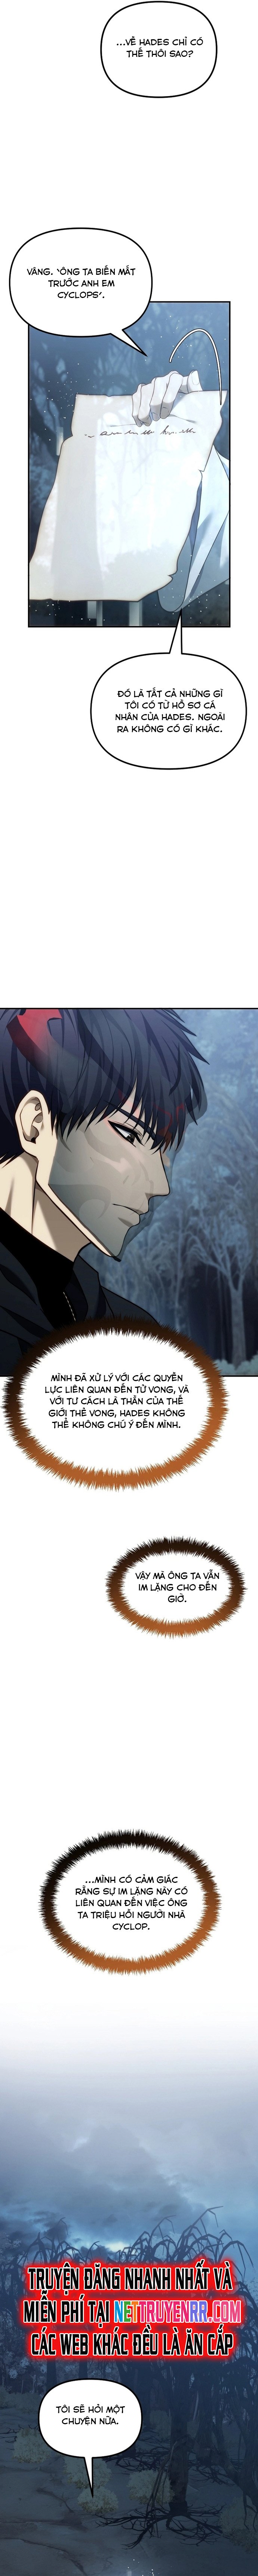 ...VỀ HADES CHỈ CÓ
THẾ THÔI SAO?
VÂNG. 'ÔNG TA BIẾN MẤT
TRƯỚC ANH EM
CYCLOPS'.
ĐÓ LÀ TẤT CẢ NHỮNG GÌ
TÔI CÓ TỪ HỒ SƠ CÁ
NHÂN CỦA HADES. NGOÀI
RA KHÔNG CÓ GÌ KHÁC.
MÌNH ĐÃ XỬ LÝ VỚI CÁC QUYỀN
LỰC LIÊN QUAN ĐẾN TỬ VONG, VÀ
VỚI TƯ CÁCH LÀ THẦN CỦA THẾ
GIỚI THẤT VONG, HADES KHÔNG
THỂ KHÔNG CHÚ Ý ĐẾN MÌNH.
VẬY MÀ ÔNG TA VẪN
IM LẶNG CHO ĐẾN
GIỜ.
...MÌNH CÓ CẢM GIÁC
RẰNG SỰ IM LẶNG NÀY CÓ
LIÊN QUAN ĐẾN VIỆC ÔNG
TA TRIỆU HỒI NGƯỜI NHÀ
CYCLOP.
TRUYỆN ĐĂNG NHANH NHẤT VÀ
MIỄN PHÍ TẠI NETTRUYENRR.COM
CÁC WEB KHÁC ĐỀU LÀ ĂN CẮP
TÔI SẼ HỎI MỘT
CHUYỆN NỮA.